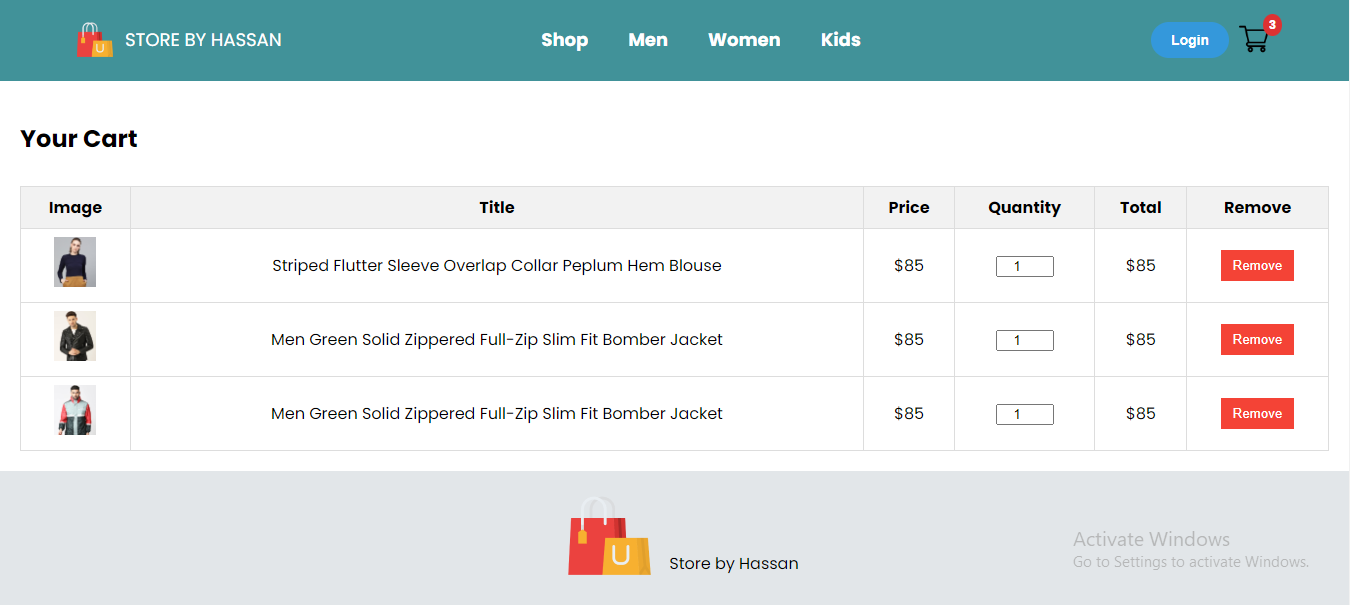 STORE BY HASSAN Shop Men Women Kids Login 3
Your Cart
Image Title Price Quantity Total Remove
Striped Flutter Sleeve Overlap Collar Peplum Hem Blouse $85 1 $85 Remove
Men Green Solid Zippered Full-Zip Slim Fit Bomber Jacket $85 1 $85 Remove
Men Green Solid Zippered Full-Zip Slim Fit Bomber Jacket $85 1 $85 Remove
U Store by Hassan
Activate Windows
Go to Settings to activate Windows.